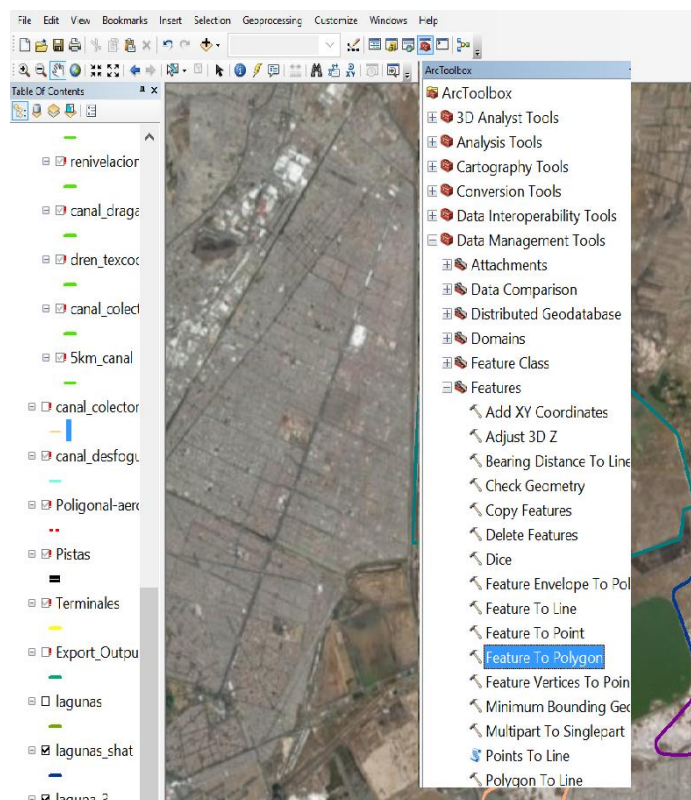 File Edit View Bookmarks Insert Selection Geoprocessing Customize Windows Help
Table Of Contents
renivelacior
canal_draga
dren_texcoc
canal_colect
5km_canal
canal_colector
canal_desfogu
Poligonal-aero
Pistas
Terminales
Export_Outpu
lagunas
lagunas_shat
laguna_2
ArcToolbox
ArcToolbox
3D Analyst Tools
Analysis Tools
Cartography Tools
Conversion Tools
Data Interoperability Tools
Data Management Tools
Attachments
Data Comparison
Distributed Geodatabase
Domains
Feature Class
Features
Add XY Coordinates
Adjust 3D Z
Bearing Distance To Line
Check Geometry
Copy Features
Delete Features
Dice
Feature Envelope To Pol
Feature To Line
Feature To Point
Feature To Polygon
Feature Vertices To Poin
Minimum Bounding Geo
Multipart To Singlepart
Points To Line
Polygon To Line